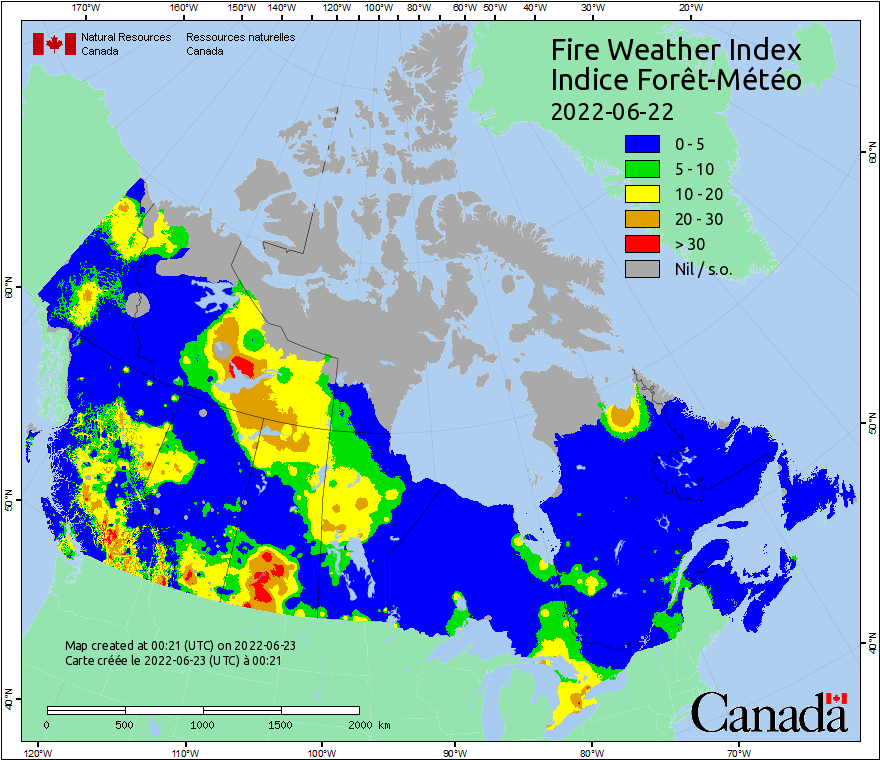 170°W 160°W 150°W 140°W 130°W 120°W 110°W 100°W 90°W 80°W 70°W 60°W 50°W 40°W 30°W 20°W
Natural Resources Ressources naturelles
Canada Canada
Fire Weather Index
Indice Forêt-Météo
2022-06-22
0 - 5
5 - 10
10 - 20
20 - 30
> 30
Nil / s.o.
60°N
60°N
50°N
50°N
40°N
40°N
Map created at 00:21 (UTC) on 2022-06-23
Carte créée le 2022-06-23 (UTC) à 00:21
0 500 1000 1500 2000 km
Canada
120°W 110°W 100°W 90°W 80°W 70°W